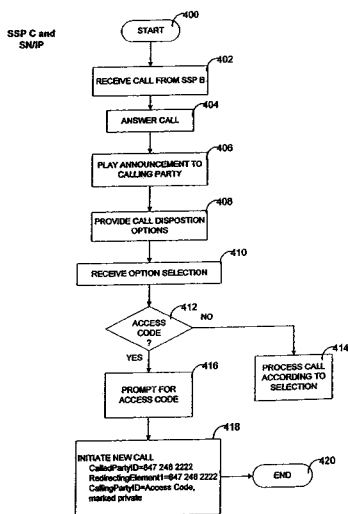 SSP C and
SN/IP
400
START
402
RECEIVE CALL FROM SSP B
404
ANSWER CALL
406
PLAY ANNOUNCEMENT TO
CALLING PARTY
408
PROVIDE CALL DISPOSTION
OPTIONS
410
RECEIVE OPTION SELECTION
412
ACCESS
CODE
?
NO
YES
414
PROCESS CALL
ACCORDING TO
SELECTION
416
PROMPT FOR
ACCESS CODE
418
INITIATE NEW CALL
CalledPartyID=847 248 2222
RedirectingElement1=847 248 2222
CallingPartyID=Access Code,
marked private
420
END